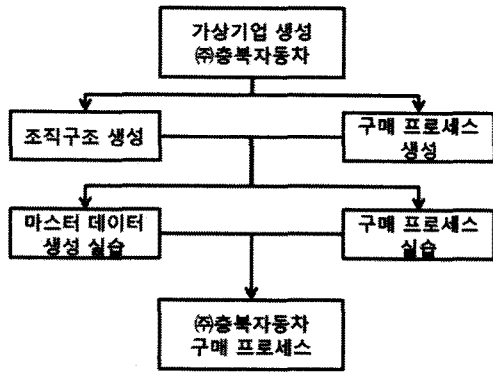 가상기업 생성
㈜충북자동차
조직구조 생성
구매 프로세스
생성
마스터 데이터
생성 실습
구매 프로세스
실습
㈜충북자동차
구매 프로세스